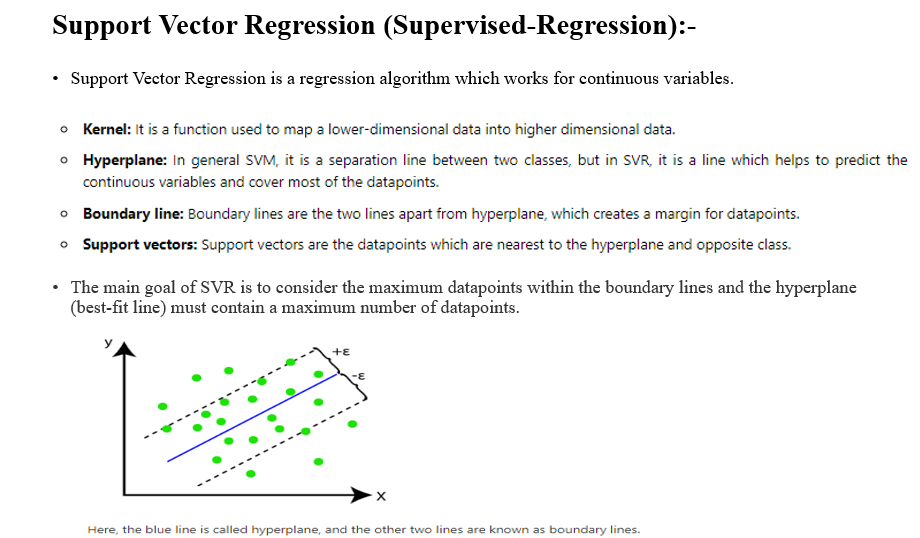 Support Vector Regression (Supervised-Regression):-
• Support Vector Regression is a regression algorithm which works for continuous variables.
○ Kernel: It is a function used to map a lower-dimensional data into higher dimensional data.
○ Hyperplane: In general SVM, it is a separation line between two classes, but in SVR, it is a line which helps to predict the
continuous variables and cover most of the datapoints.
○ Boundary line: Boundary lines are the two lines apart from hyperplane, which creates a margin for datapoints.
○ Support vectors: Support vectors are the datapoints which are nearest to the hyperplane and opposite class.
• The main goal of SVR is to consider the maximum datapoints within the boundary lines and the hyperplane
(best-fit line) must contain a maximum number of datapoints.
y
+ε
-ε
x
Here, the blue line is called hyperplane, and the other two lines are known as boundary lines.